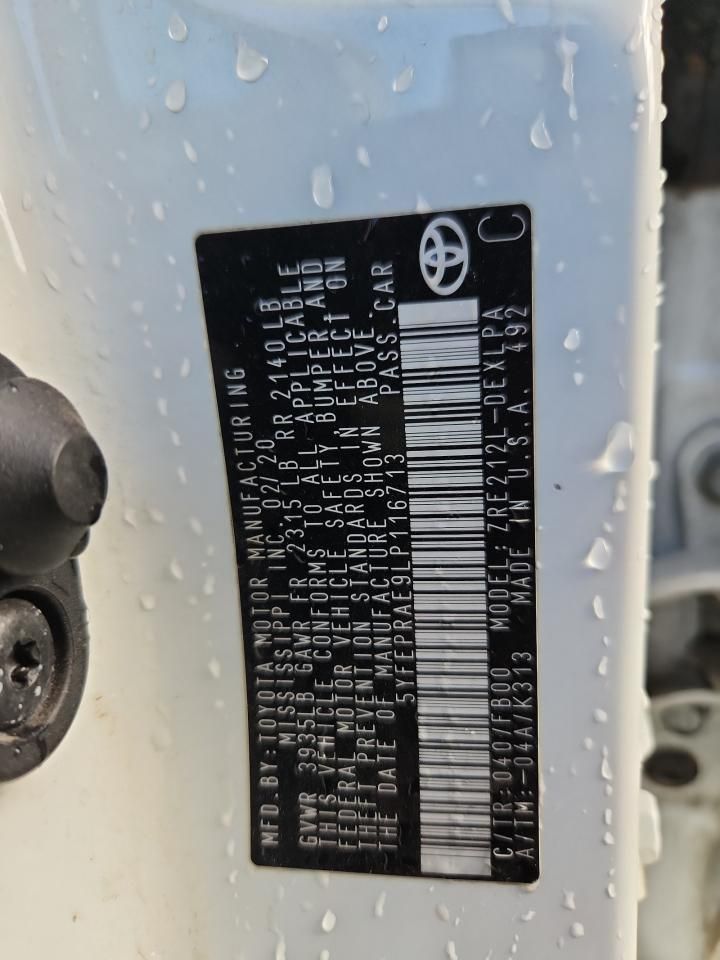 MFD BY: TOYOTA MOTOR MANUFACTURING
MISSISSIPPI INC. 02/20
GVWR 3935LB GAWR FR 2315LB RR 2140LB
THIS VEHICLE CONFORMS TO ALL APPLICABLE
FEDERAL MOTOR VEHICLE SAFETY, BUMPER AND
THEFT PREVENTION STANDARDS IN EFFECT ON
THE DATE OF MANUFACTURE SHOWN ABOVE.
5YFEPRAE9LP116713 PASS. CAR
C/TR: 040/FB00 MODEL: ZRE212L-DEXLPA
A/TM: -04A/K313 MADE IN U.S.A. 492
C